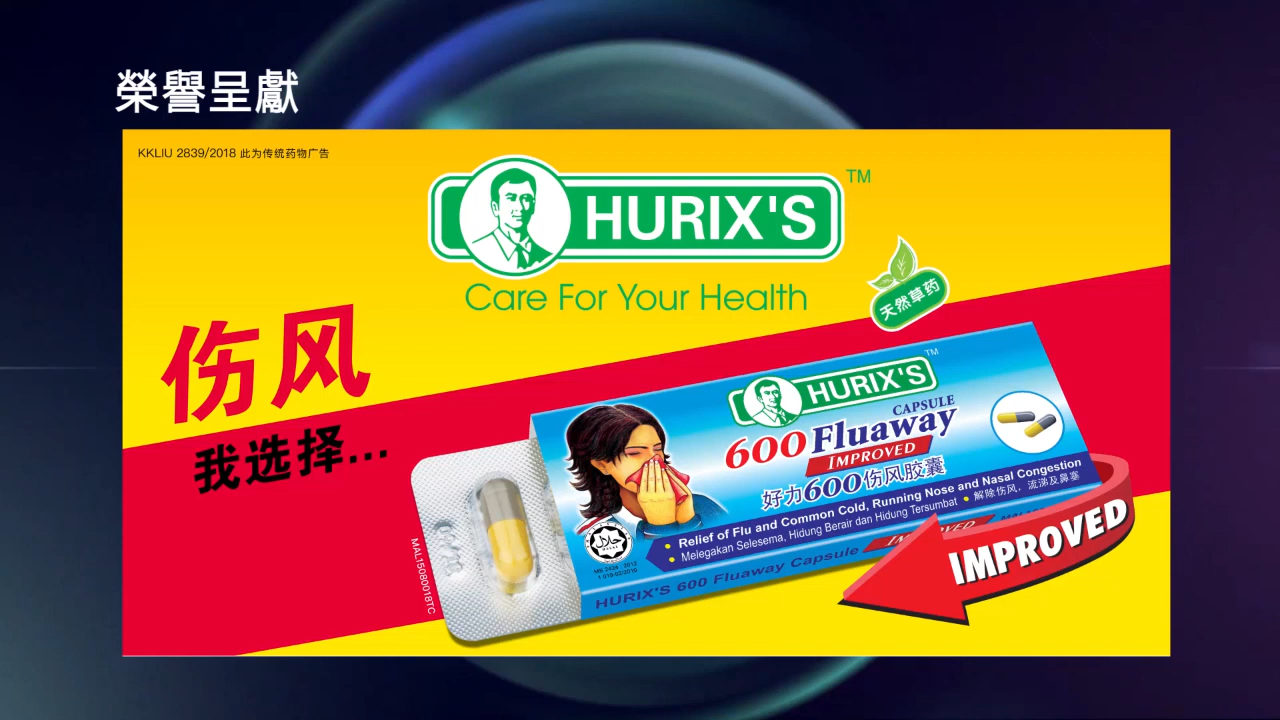 榮譽呈獻
KKLIU 2839/2018 此为传统药物广告
HURIX'S
TM
Care For Your Health
天然草药
伤风
我选择...
HURIX'S
TM
CAPSULE
600 Fluaway
IMPROVED
好力600伤风胶囊
Relief of Flu and Common Cold, Running Nose and Nasal Congestion
Melegakan Selesema, Hidung Berair dan Hidung Tersumbat • 解除伤风，流涕及鼻塞
HURIX'S 600 Fluaway Capsule IMPROVED
MAL15080018TC
IMPROVED